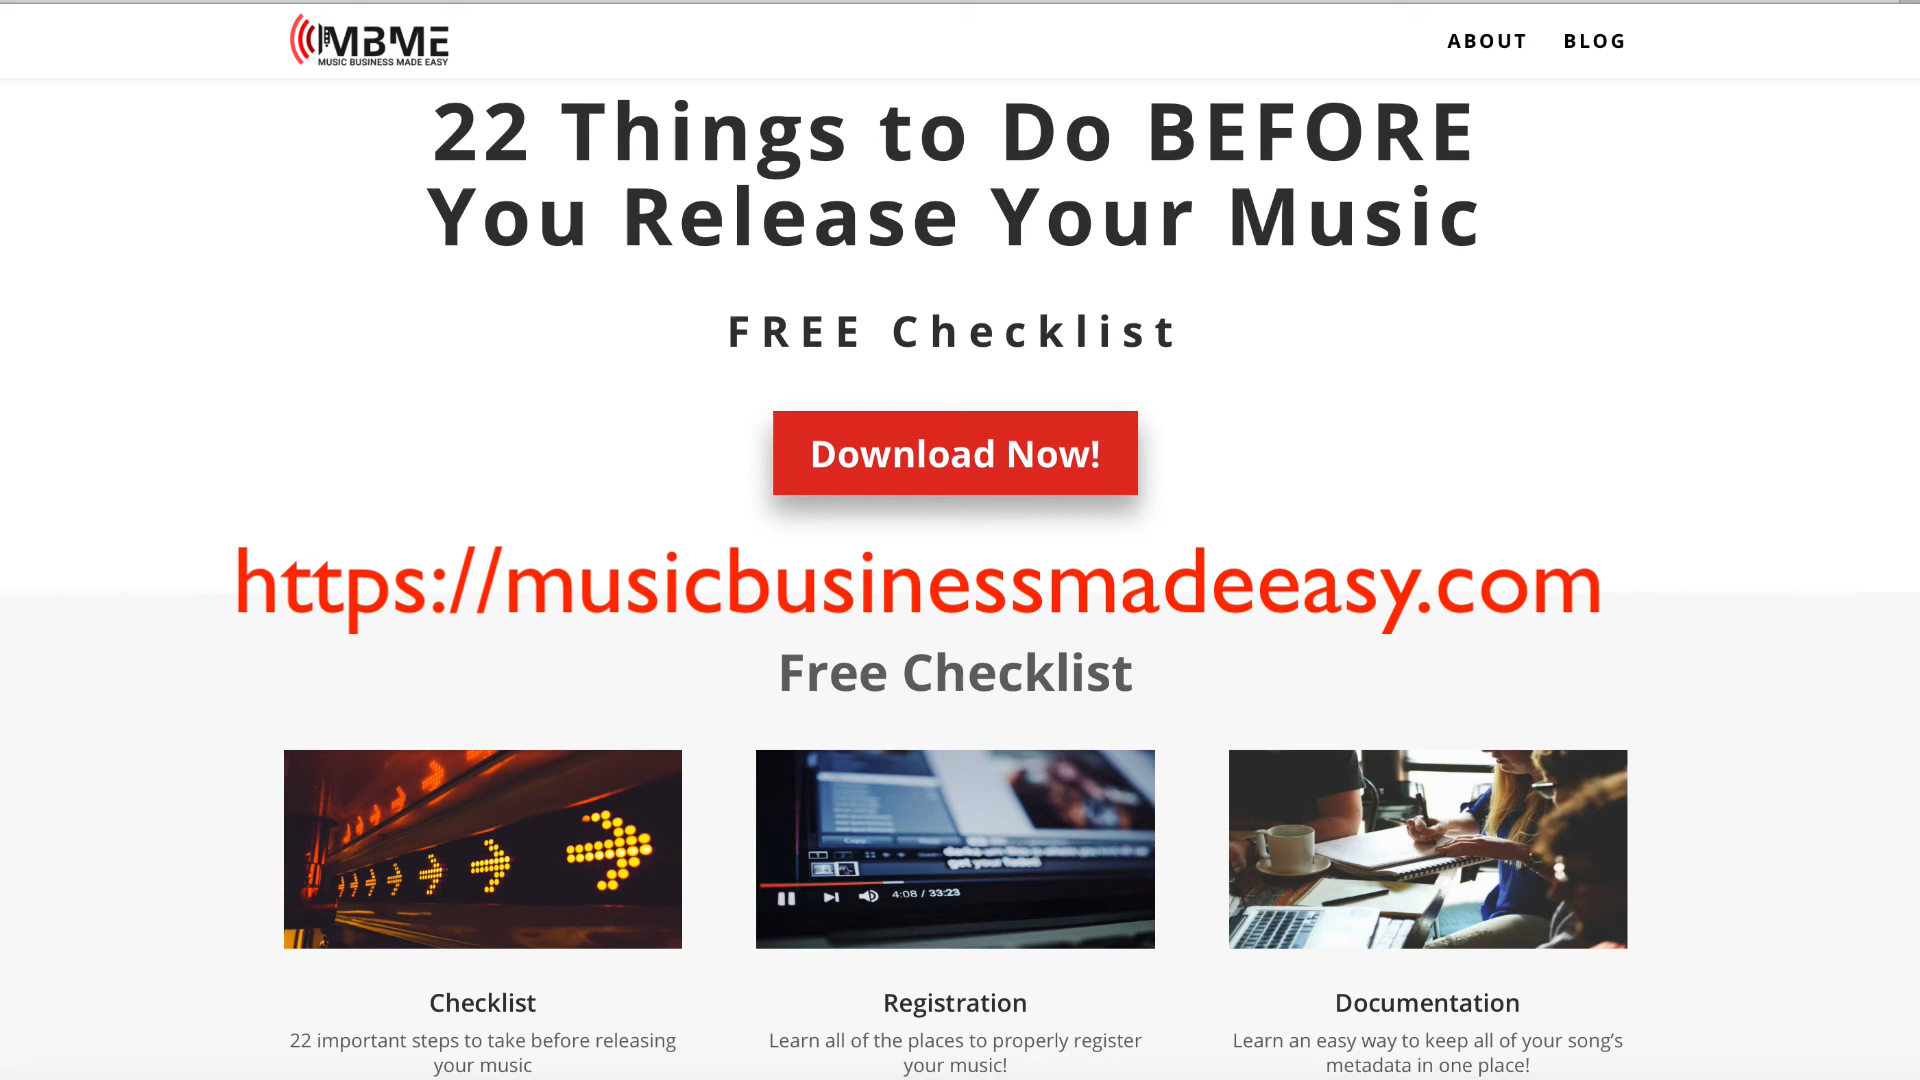 MBME
MUSIC BUSINESS MADE EASY
ABOUT BLOG
22 Things to Do BEFORE
You Release Your Music
FREE Checklist
Download Now!
https://musicbusinessmadeeasy.com
Free Checklist
get your faded
4:08 / 33:23
Checklist
22 important steps to take before releasing
your music
Registration
Learn all of the places to properly register
your music!
Documentation
Learn an easy way to keep all of your song's
metadata in one place!